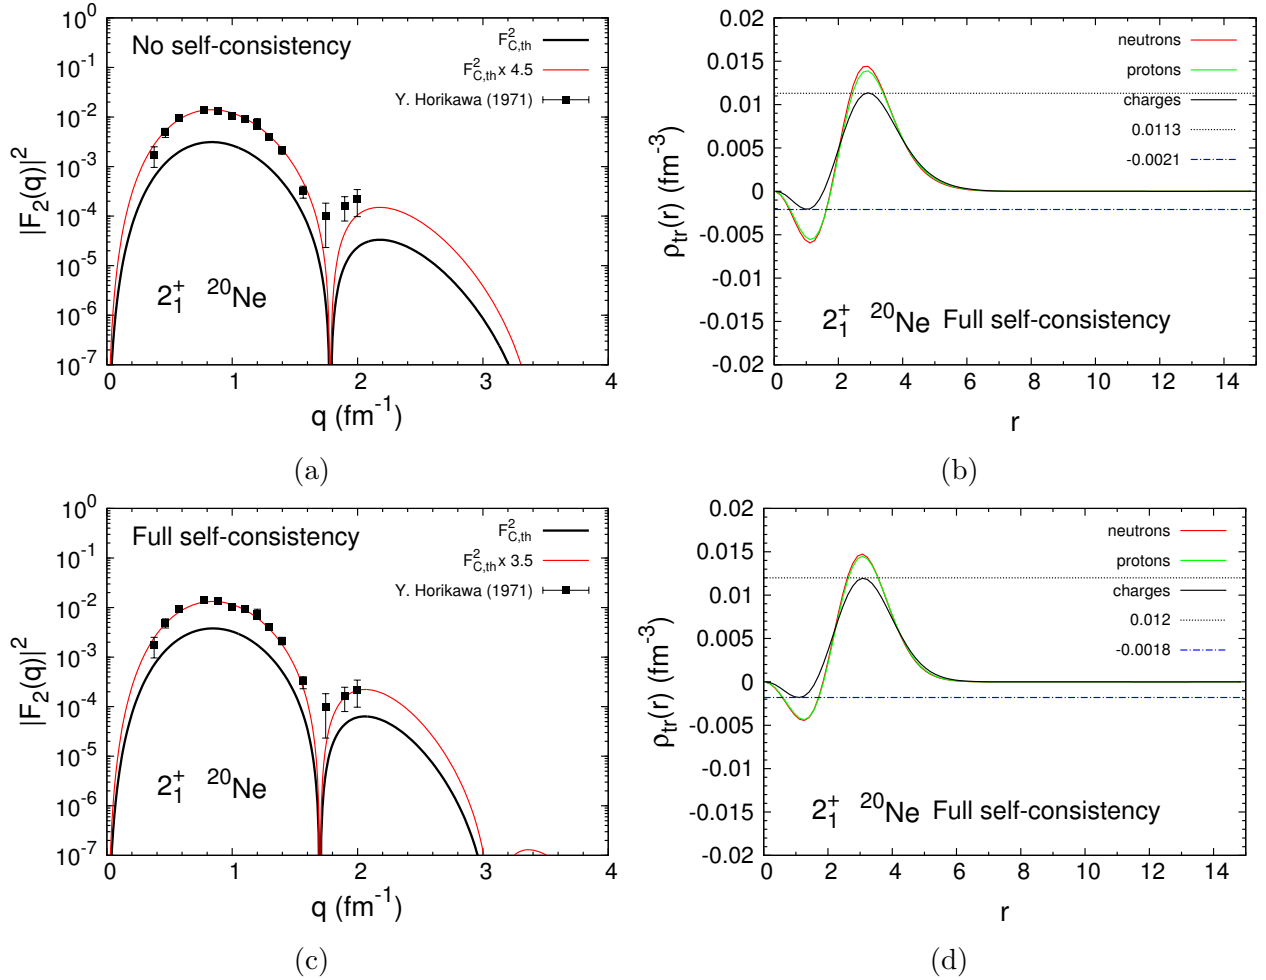 No self-consistency
F²C,th
F²C,th x 4.5
Y. Horikawa (1971)
10⁰
10⁻¹
10⁻²
10⁻³
10⁻⁴
10⁻⁵
10⁻⁶
10⁻⁷
|F₂(q)|²
2₁⁺ ²⁰Ne
0 1 2 3 4
q (fm⁻¹)
(a)
neutrons
protons
charges
0.0113
-0.0021
0.02
0.015
0.01
0.005
0
-0.005
-0.01
-0.015
-0.02
ρtr(r) (fm⁻³)
2₁⁺ ²⁰Ne Full self-consistency
0 2 4 6 8 10 12 14
r
(b)
Full self-consistency
F²C,th
F²C,th x 3.5
Y. Horikawa (1971)
10⁰
10⁻¹
10⁻²
10⁻³
10⁻⁴
10⁻⁵
10⁻⁶
10⁻⁷
|F₂(q)|²
2₁⁺ ²⁰Ne
0 1 2 3 4
q (fm⁻¹)
(c)
neutrons
protons
charges
0.012
-0.0018
0.02
0.015
0.01
0.005
0
-0.005
-0.01
-0.015
-0.02
ρtr(r) (fm⁻³)
2₁⁺ ²⁰Ne Full self-consistency
0 2 4 6 8 10 12 14
r
(d)